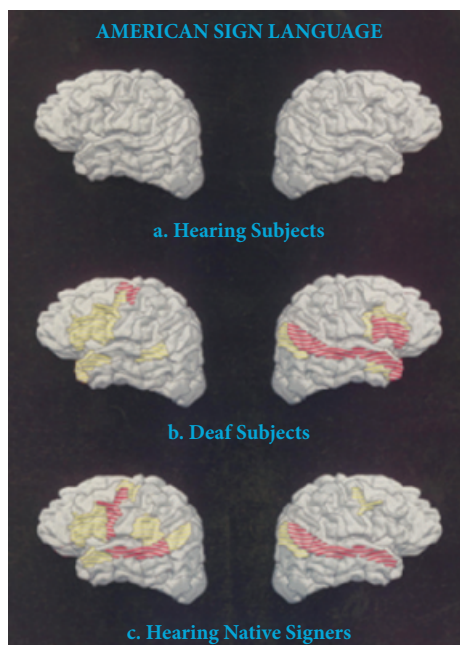 AMERICAN SIGN LANGUAGE
a. Hearing Subjects
b. Deaf Subjects
c. Hearing Native Signers